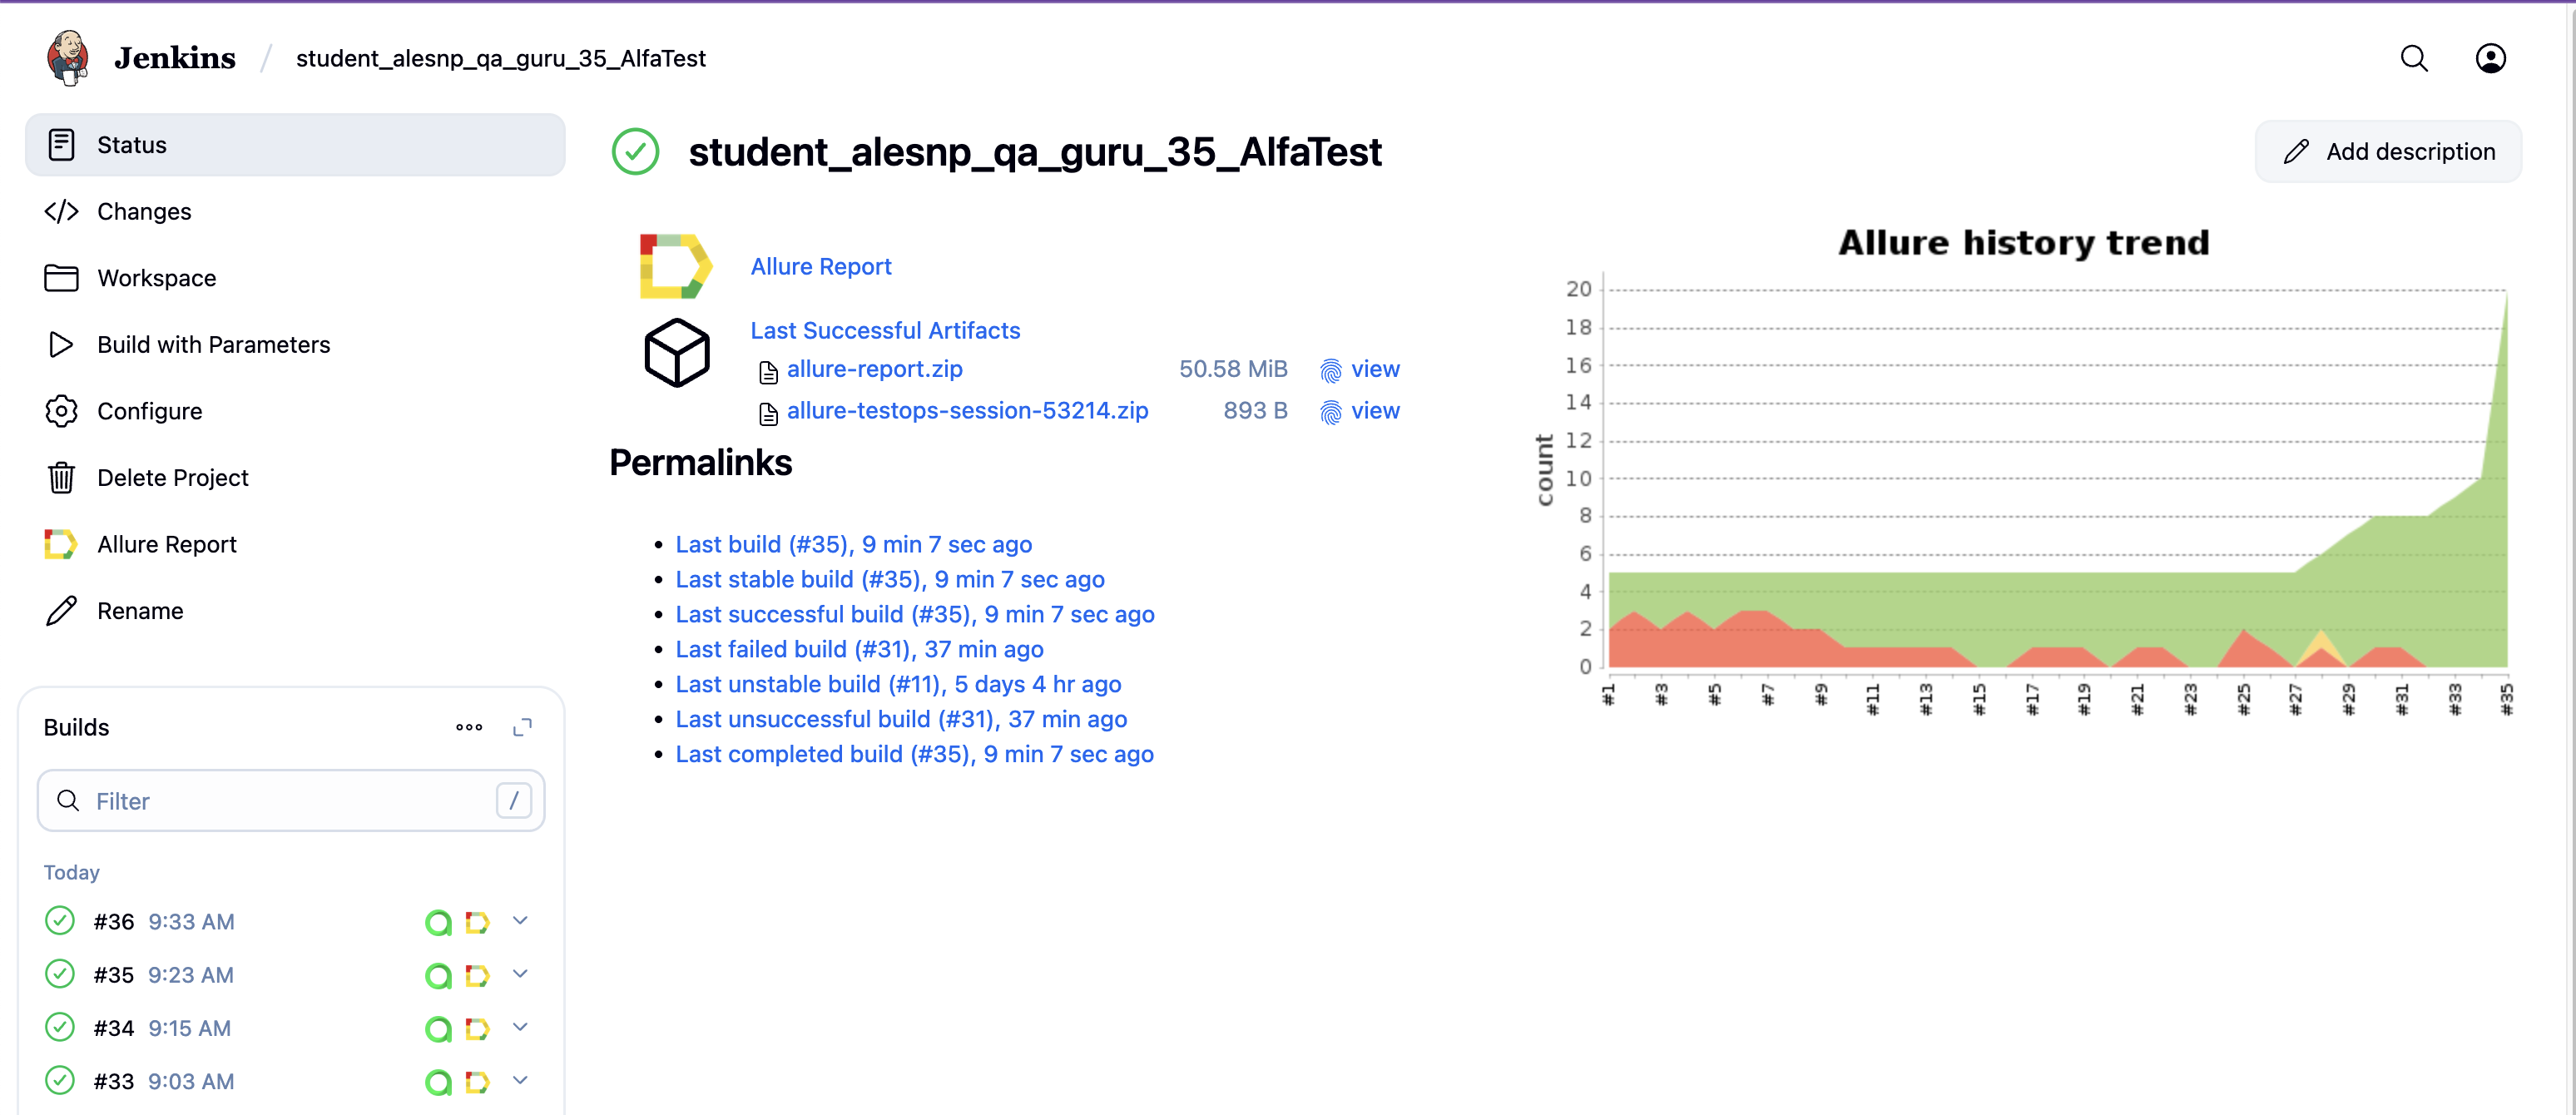 Jenkins / student_alesnp_qa_guru_35_AlfaTest
Status
Changes
Workspace
Build with Parameters
Configure
Delete Project
Allure Report
Rename
Builds
Filter /
Today
#36 9:33 AM
#35 9:23 AM
#34 9:15 AM
#33 9:03 AM
student_alesnp_qa_guru_35_AlfaTest
Add description
Allure Report
Last Successful Artifacts
allure-report.zip 50.58 MiB view
allure-testops-session-53214.zip 893 B view
Permalinks
Last build (#35), 9 min 7 sec ago
Last stable build (#35), 9 min 7 sec ago
Last successful build (#35), 9 min 7 sec ago
Last failed build (#31), 37 min ago
Last unstable build (#11), 5 days 4 hr ago
Last unsuccessful build (#31), 37 min ago
Last completed build (#35), 9 min 7 sec ago
Allure history trend
count
20
18
16
14
12
10
8
6
4
2
0
#1 #3 #5 #7 #9 #11 #13 #15 #17 #19 #21 #23 #25 #27 #29 #31 #33 #35